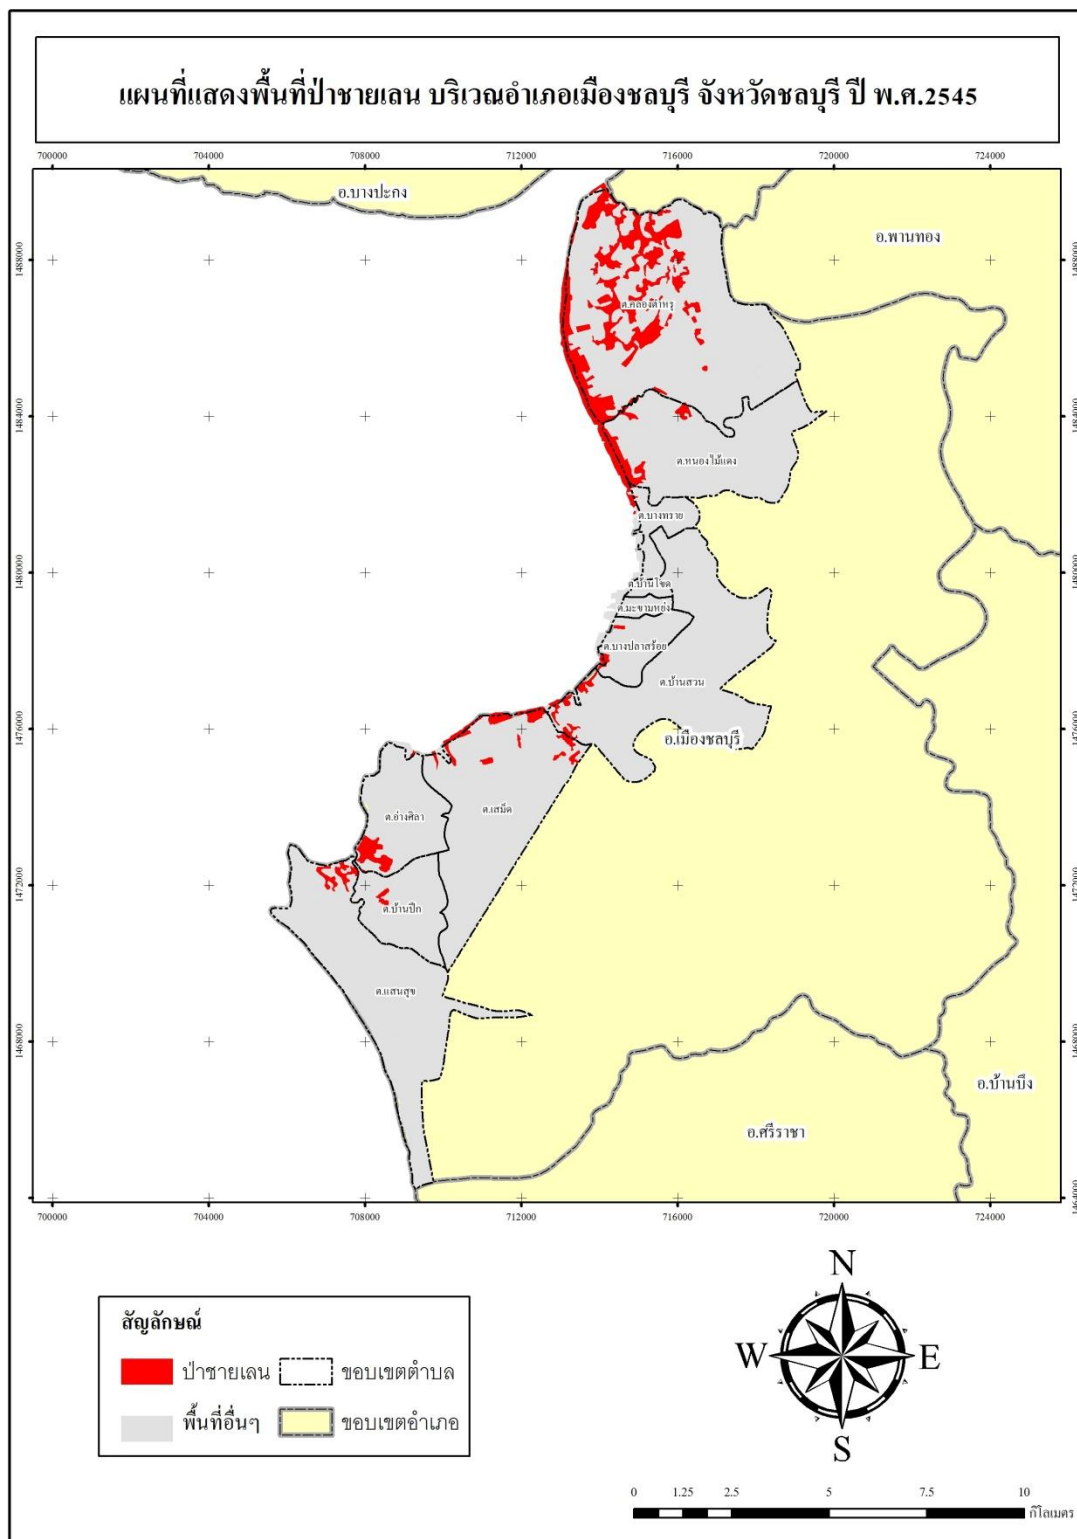 แผนที่แสดงพื้นที่ป่าชายเลน บริเวณอำเภอเมืองชลบุรี จังหวัดชลบุรี ปี พ.ศ.2545
700000 704000 708000 712000 716000 720000 724000
อ.บางปะกง
อ.พานทอง
1488000 1488000
ต.คลองตำหรุ
1484000 1484000
ต.หนองไม้แดง
ต.บางทราย
1480000 1480000
ต.บ้านโขด
ต.มะขามหย่ง
ต.บางปลาสร้อย
ต.บ้านสวน
1476000 1476000
อ.เมืองชลบุรี
ต.เสม็ด
ต.อ่างศิลา
1472000 1472000
ต.บ้านปึก
ต.แสนสุข
1468000 1468000
อ.บ้านบึง
อ.ศรีราชา
1464000
700000 704000 708000 712000 716000 720000 724000
สัญลักษณ์
ป่าชายเลน ขอบเขตตำบล
พื้นที่อื่นๆ ขอบเขตอำเภอ
N
W E
S
0 1.25 2.5 5 7.5 10
กิโลเมตร